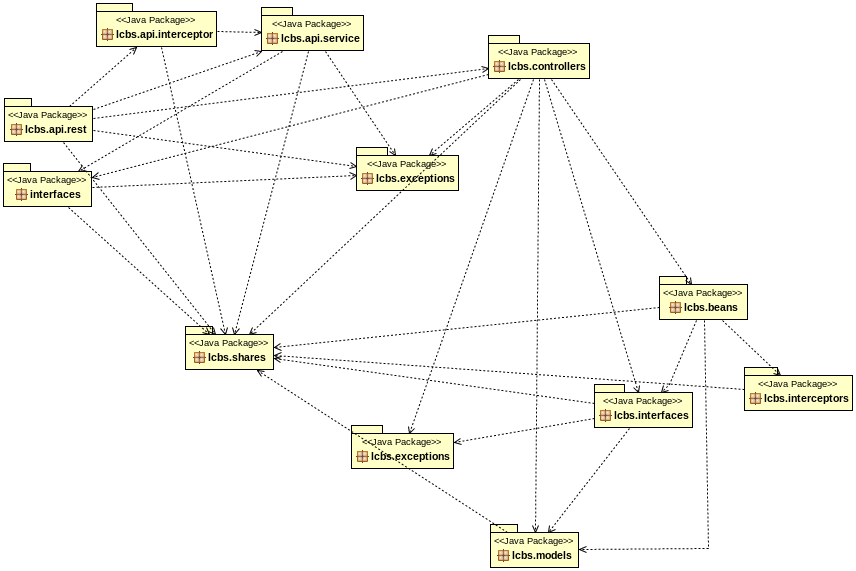 <<Java Package>>
lcbs.api.interceptor
<<Java Package>>
lcbs.api.service
<<Java Package>>
lcbs.controllers
<<Java Package>>
lcbs.api.rest
<<Java Package>>
interfaces
<<Java Package>>
lcbs.exceptions
<<Java Package>>
lcbs.beans
<<Java Package>>
lcbs.shares
<<Java Package>>
lcbs.interceptors
<<Java Package>>
lcbs.interfaces
<<Java Package>>
lcbs.exceptions
<<Java Package>>
lcbs.models